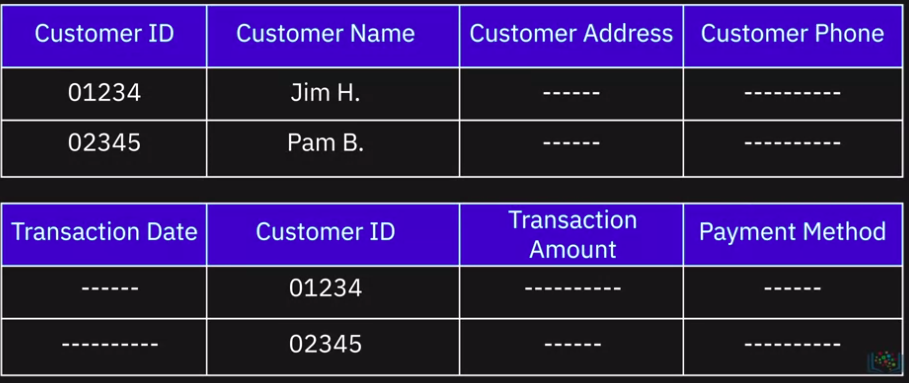 Customer ID Customer Name Customer Address Customer Phone
01234 Jim H. ------ ----------
02345 Pam B. ------ ----------
Transaction Date Customer ID Transaction Amount Payment Method
------ 01234 ---------- ------
---------- 02345 ------ ----------